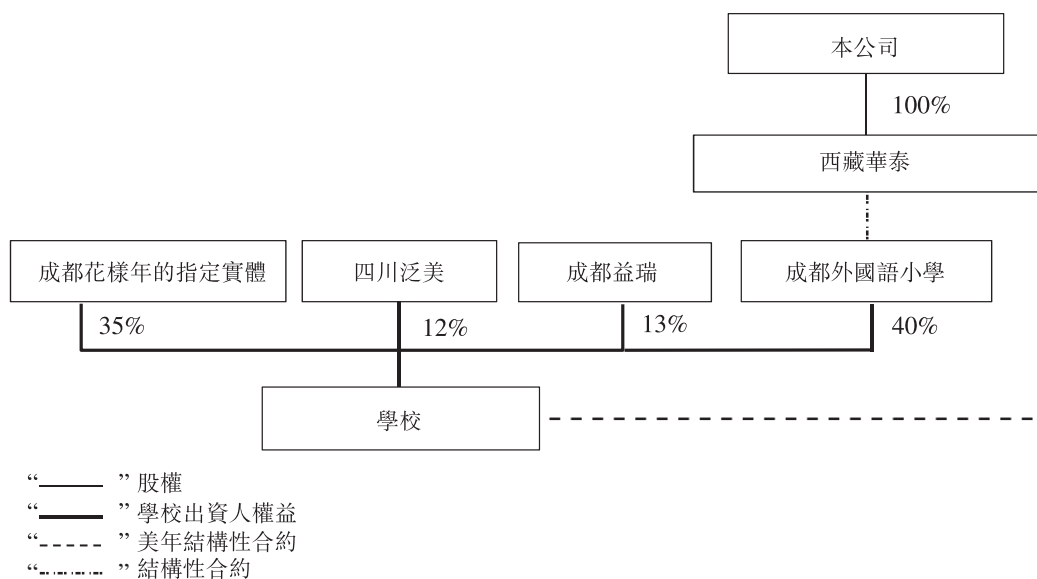 本公司
100%
西藏華泰
成都花樣年的指定實體
四川泛美
成都益瑞
成都外國語小學
35%
12%
13%
40%
學校
“ ” 股權
“ ” 學校出資人權益
“ ” 美年結構性合約
“ ” 結構性合約